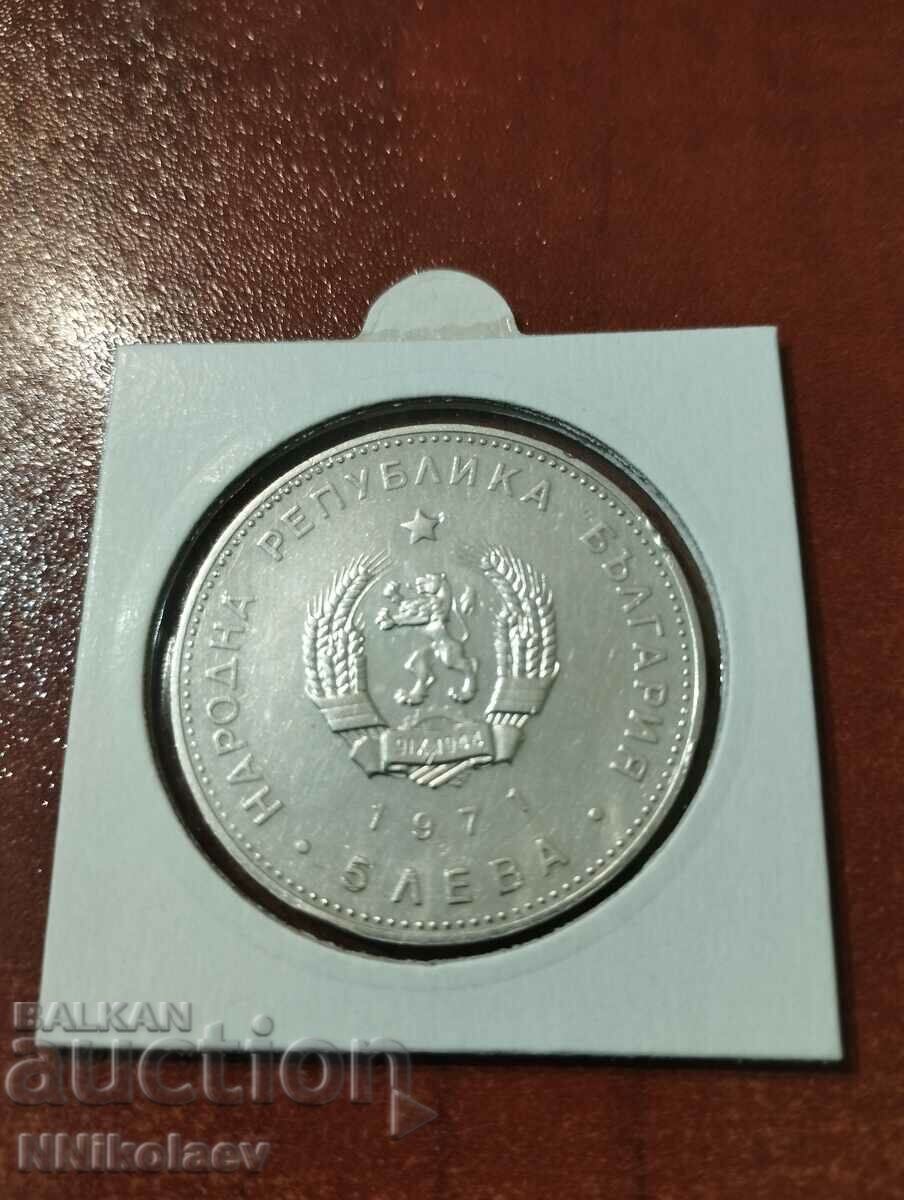 НАРОДНА РЕПУБЛИКА БЪЛГАРИЯ
9.IX.1944
1971
• 5 ЛЕВА •
BALKAN
auction
NNikolaev